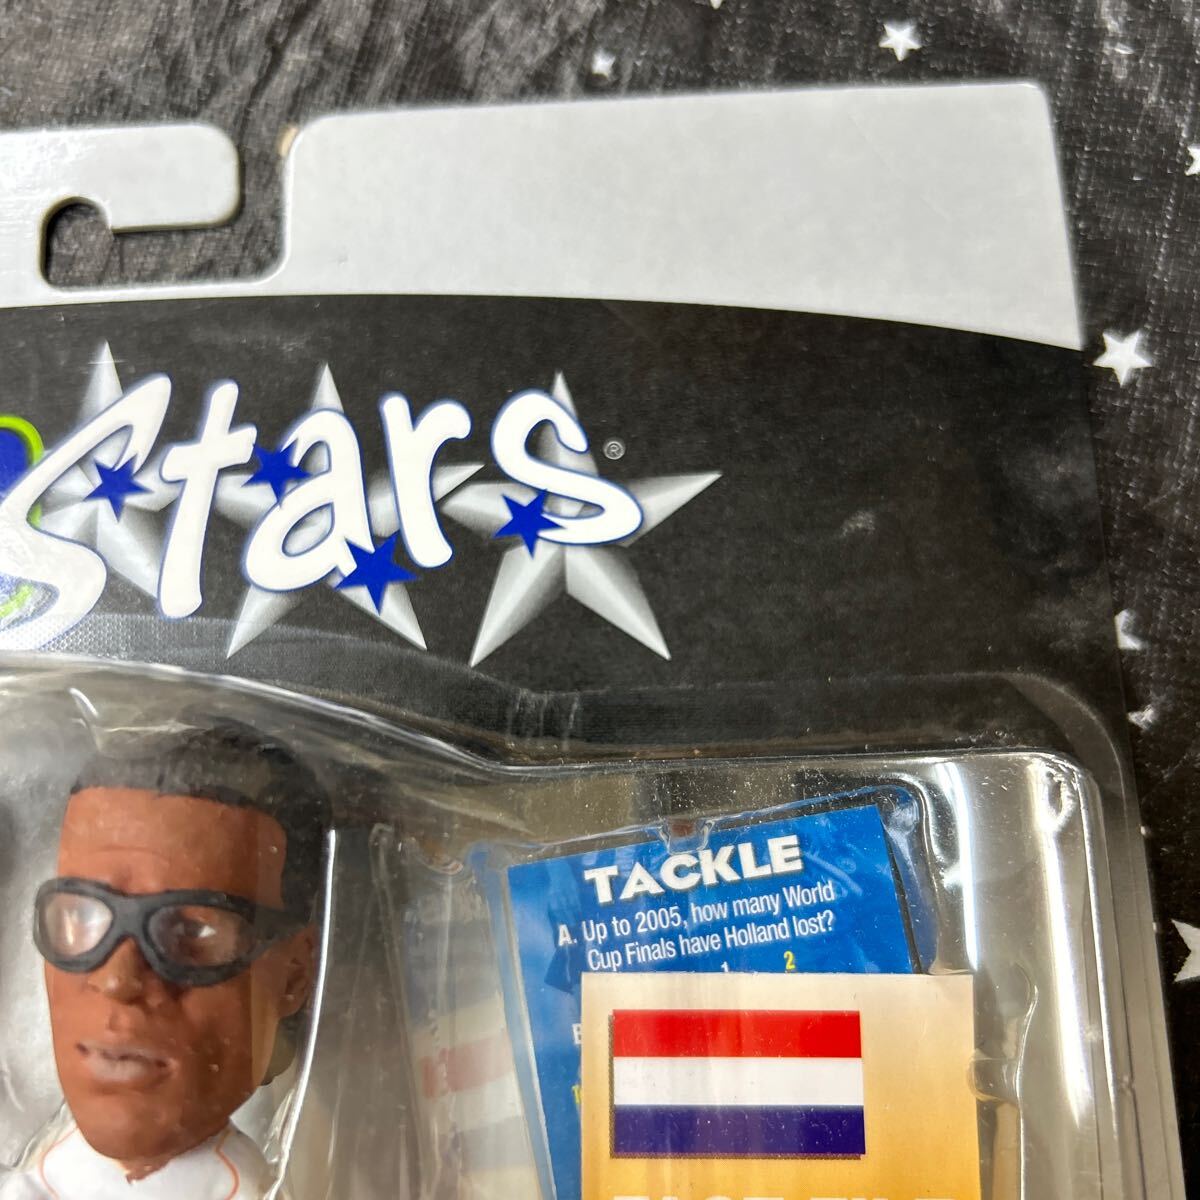 Stars®
TACKLE
A. Up to 2005, how many World
Cup Finals have Holland lost?
1 2